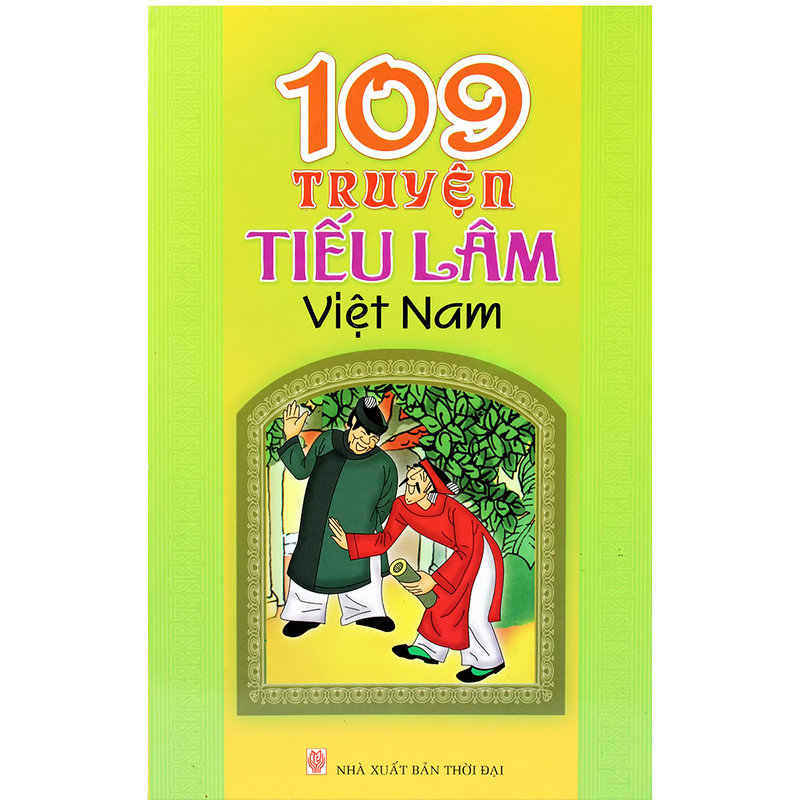 109
TRUYỆN
TIẾU LÂM
Việt Nam
NHÀ XUẤT BẢN THỜI ĐẠI